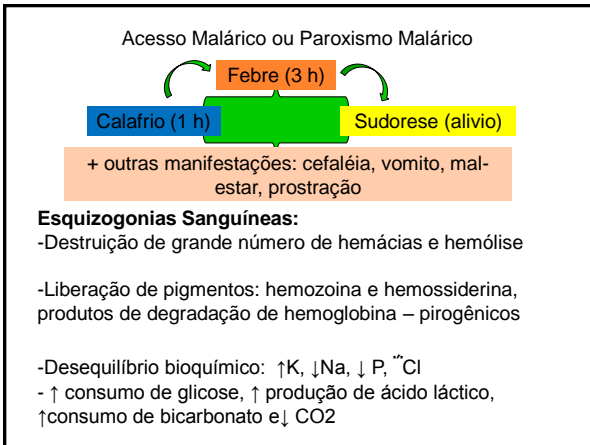 Acesso Malárico ou Paroxismo Malárico
Febre (3 h)
Calafrio (1 h)
Sudorese (alivio)
+ outras manifestações: cefaléia, vomito, mal-
estar, prostração
Esquizogonias Sanguíneas:
-Destruição de grande número de hemácias e hemólise
-Liberação de pigmentos: hemozoina e hemossiderina,
produtos de degradação de hemoglobina – pirogênicos
-Desequilíbrio bioquímico: ↑K, ↓Na, ↓ P, Cl
- ↑ consumo de glicose, ↑ produção de ácido láctico,
↑consumo de bicarbonato e↓ CO2